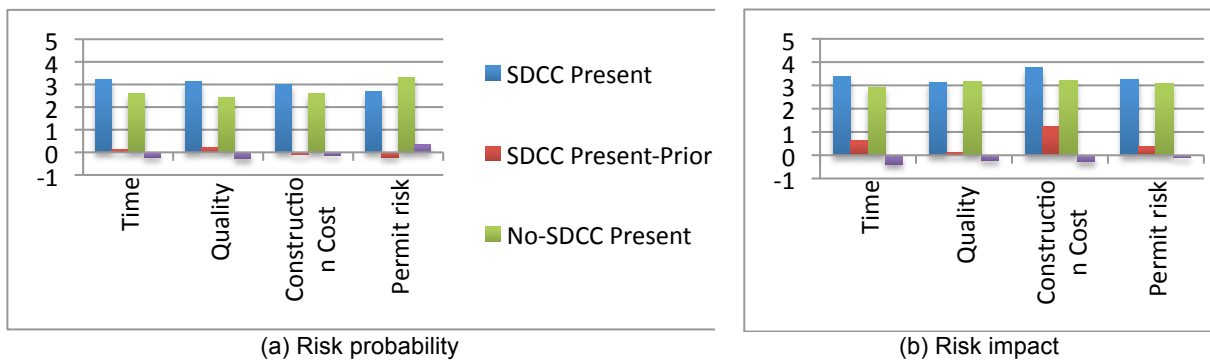 5
4
3
2
1
0
-1
Time
Quality
Constructio
n Cost
Permit risk
SDCC Present
SDCC Present-Prior
No-SDCC Present
(a) Risk probability
5
4
3
2
1
0
-1
Time
Quality
Constructio
n Cost
Permit risk
(b) Risk impact